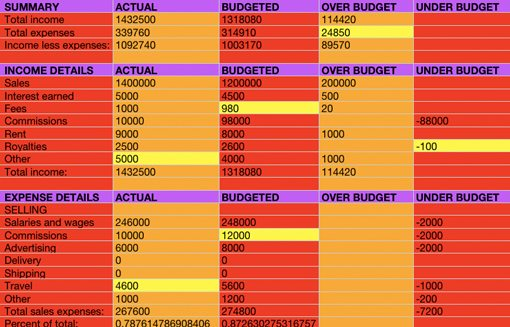 SUMMARY ACTUAL BUDGETED OVER BUDGET UNDER BUDGET
Total income 1432500 1318080 114420
Total expenses 339760 314910 24850
Income less expenses: 1092740 1003170 89570
INCOME DETAILS ACTUAL BUDGETED OVER BUDGET UNDER BUDGET
Sales 1400000 1200000 200000
Interest earned 5000 4500 500
Fees 1000 980 20
Commissions 10000 98000 -88000
Rent 9000 8000 1000
Royalties 2500 2600 -100
Other 5000 4000 1000
Total income: 1432500 1318080 114420
EXPENSE DETAILS ACTUAL BUDGETED OVER BUDGET UNDER BUDGET
SELLING
Salaries and wages 246000 248000 -2000
Commissions 10000 12000 -2000
Advertising 6000 8000 -2000
Delivery 0 0
Shipping 0 0
Travel 4600 5600 -1000
Other 1000 1200 -200
Total sales expenses: 267600 274800 -7200
Percent of total: 0.787614786908406 0.872630275316757